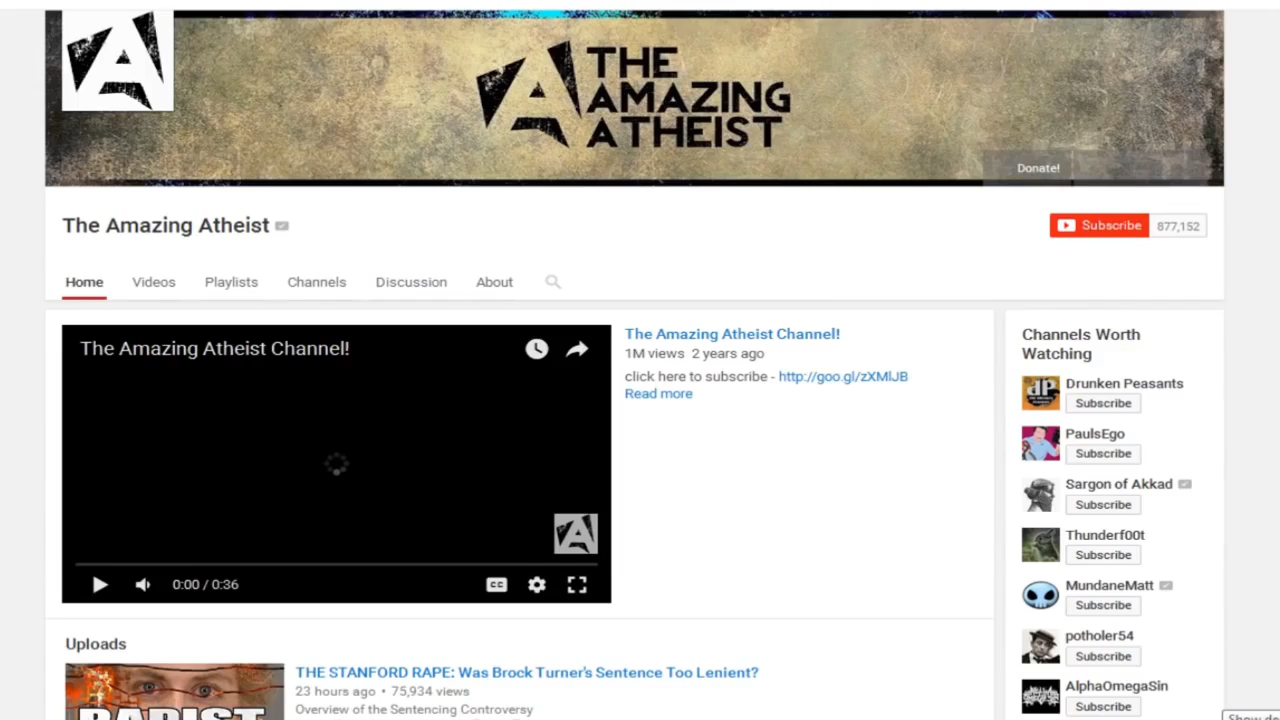 THE
AMAZING
ATHEIST
Donate!
The Amazing Atheist
Subscribe 877,152
Home Videos Playlists Channels Discussion About
The Amazing Atheist Channel!
0:00 / 0:36
CC
The Amazing Atheist Channel!
1M views 2 years ago
click here to subscribe - http://goo.gl/zXMlJB
Read more
Channels Worth
Watching
Drunken Peasants
Subscribe
PaulsEgo
Subscribe
Sargon of Akkad
Subscribe
Thunderf00t
Subscribe
MundaneMatt
Subscribe
potholer54
Subscribe
AlphaOmegaSin
Subscribe
Uploads
THE STANFORD RAPE: Was Brock Turner's Sentence Too Lenient?
23 hours ago • 75,934 views
Overview of the Sentencing Controversy